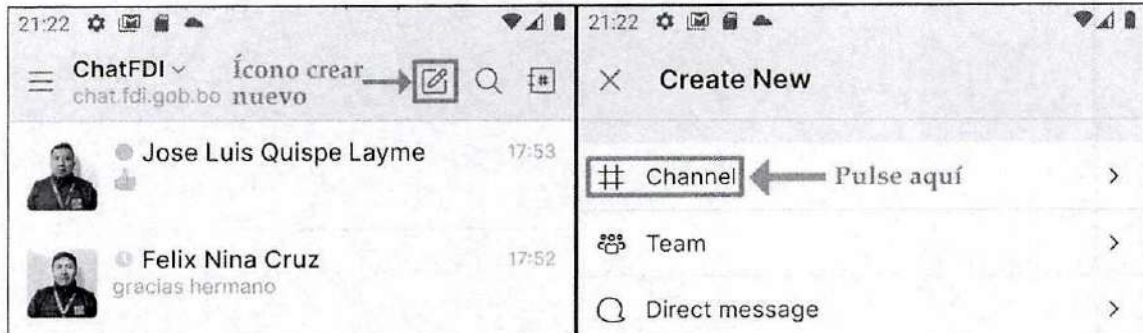 21:22
ChatFDI
chat.fdi.gob.bo
Ícono crear
nuevo
Jose Luis Quispe Layme
17:53
Felix Nina Cruz
17:52
gracias hermano
21:22
Create New
Channel
Pulse aquí
Team
Direct message